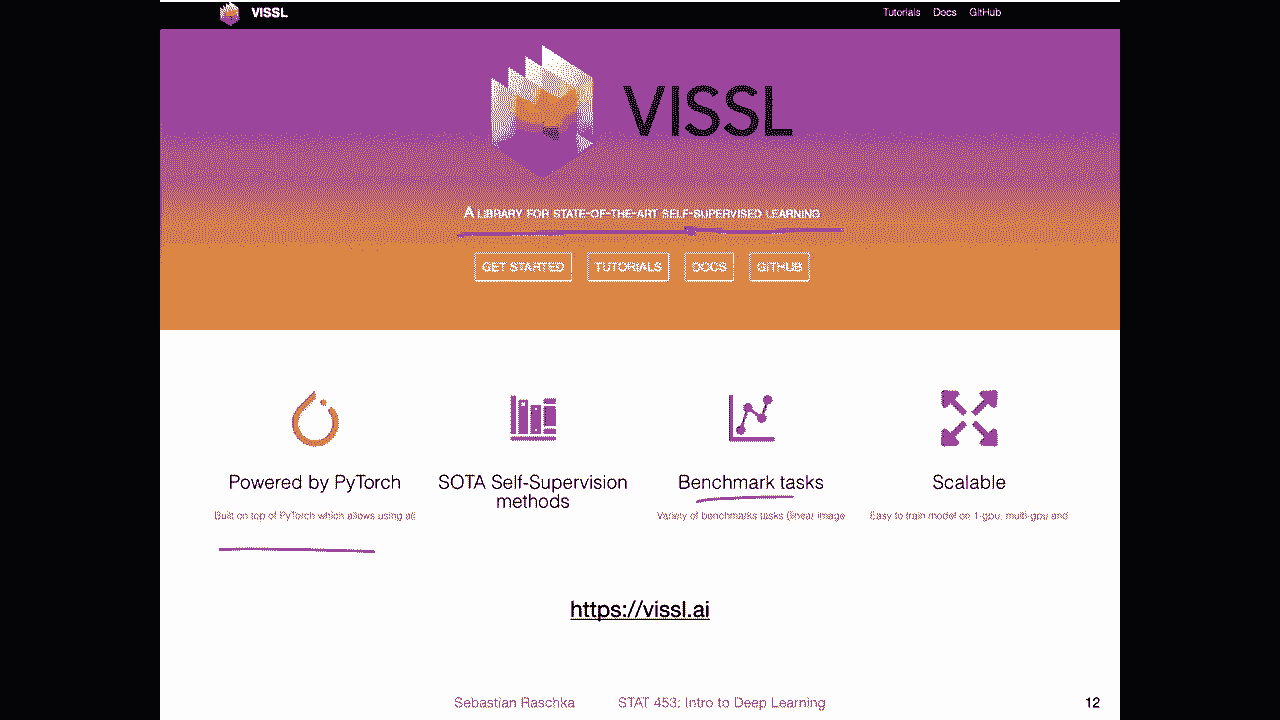 VISSL
Tutorials Docs GitHub
VISSL
A LIBRARY FOR STATE-OF-THE-ART SELF-SUPERVISED LEARNING
GET STARTED TUTORIALS DOCS GITHUB
Powered by PyTorch
Built on top of PyTorch which allows using all
SOTA Self-Supervision
methods
Benchmark tasks
Variety of benchmarks tasks (linear image
Scalable
Easy to train model on 1-gpu, multi-gpu and
https://vissl.ai
Sebastian Raschka STAT 453: Intro to Deep Learning 12